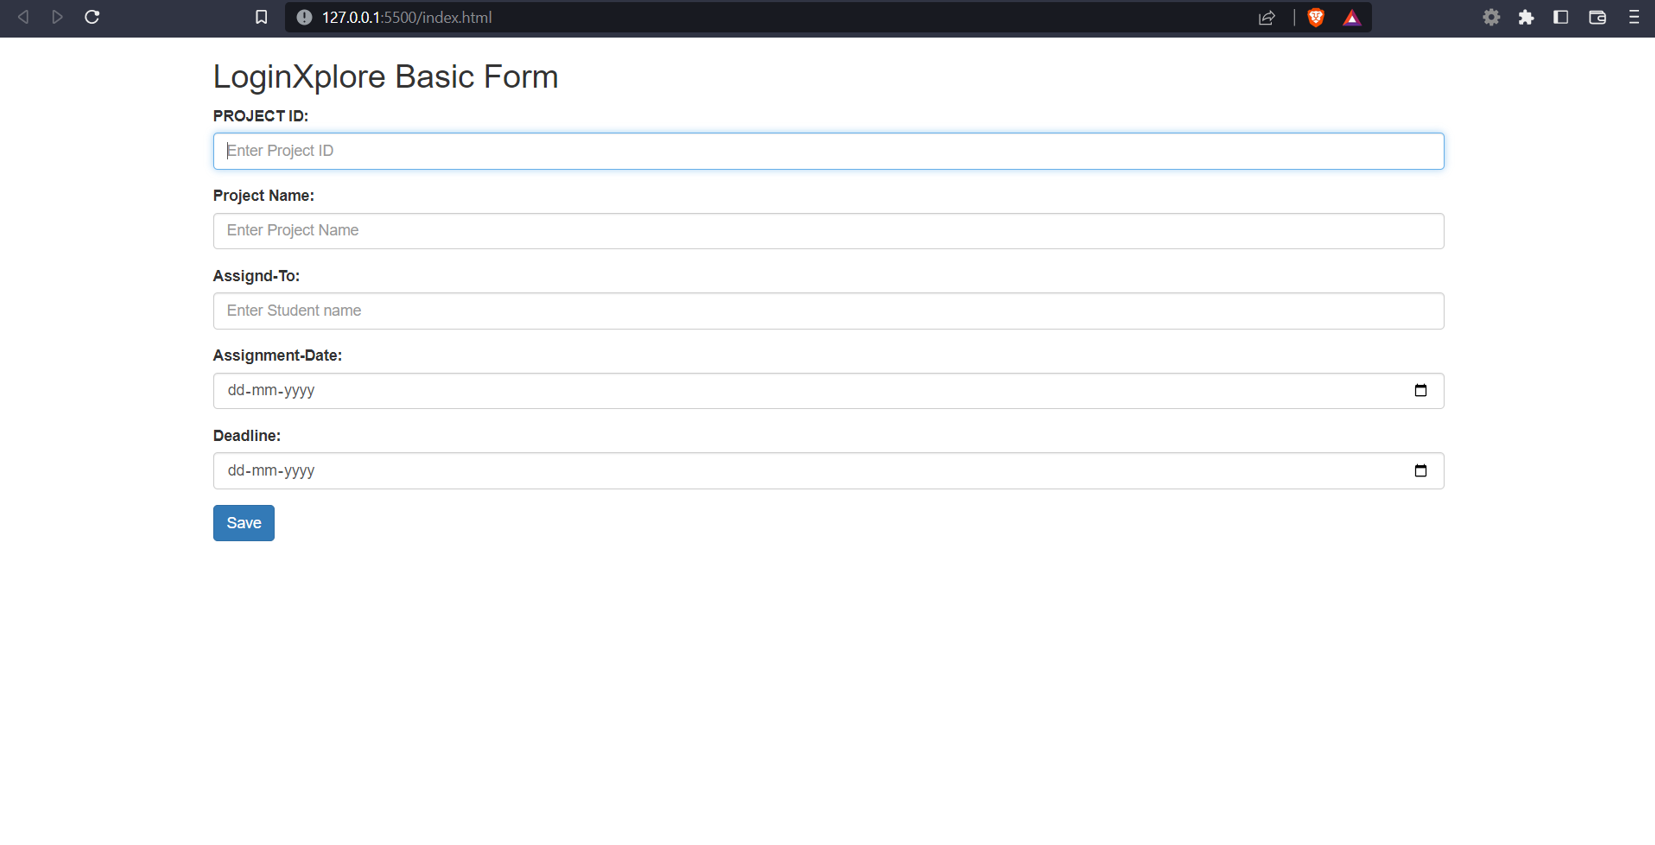 127.0.0.1:5500/index.html
LoginXplore Basic Form
PROJECT ID:
Enter Project ID
Project Name:
Enter Project Name
Assignd-To:
Enter Student name
Assignment-Date:
dd-mm-yyyy
Deadline:
dd-mm-yyyy
Save